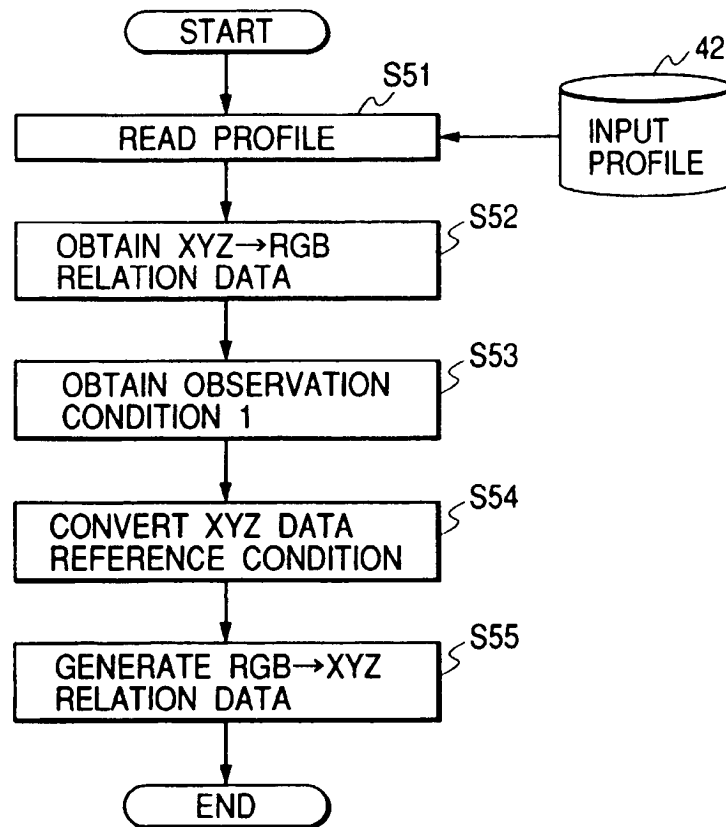 START
S51
42
READ PROFILE
INPUT
PROFILE
S52
OBTAIN XYZ→RGB
RELATION DATA
S53
OBTAIN OBSERVATION
CONDITION 1
S54
CONVERT XYZ DATA
REFERENCE CONDITION
S55
GENERATE RGB→XYZ
RELATION DATA
END